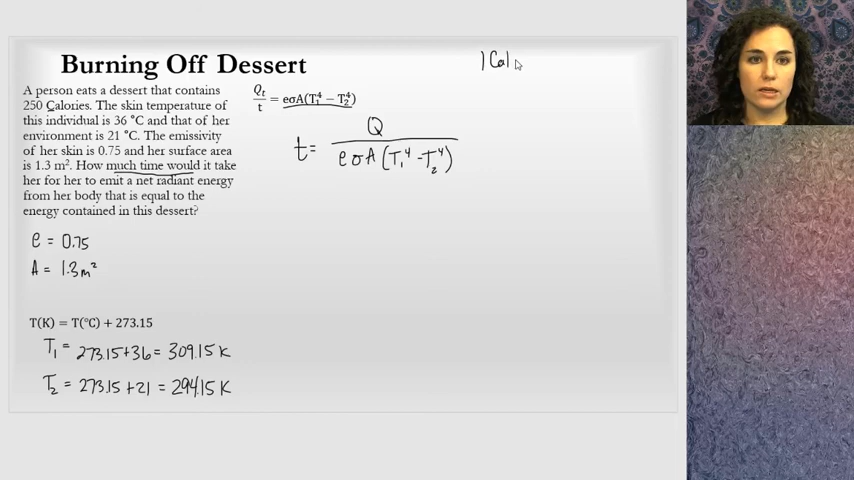 Burning Off Dessert
1 Cal
A person eats a dessert that contains
250 Calories. The skin temperature of
this individual is 36 °C and that of her
environment is 21 °C. The emissivity
of her skin is 0.75 and her surface area
is 1.3 m². How much time would it take
her for her to emit a net radiant energy
from her body that is equal to the
energy contained in this dessert?
Qt/t = eσA(T₁⁴ − T₂⁴)
t = Q / eσA(T₁⁴ - T₂⁴)
e = 0.75
A = 1.3m²
T(K) = T(°C) + 273.15
T₁ = 273.15+36 = 309.15 K
T₂ = 273.15 +21 = 294.15 K